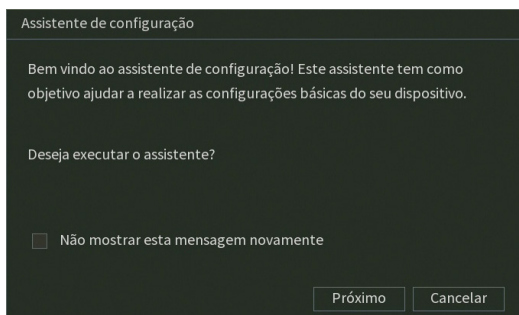 Assistente de configuração
Bem vindo ao assistente de configuração! Este assistente tem como
objetivo ajudar a realizar as configurações básicas do seu dispositivo.
Deseja executar o assistente?
Não mostrar esta mensagem novamente
Próximo
Cancelar